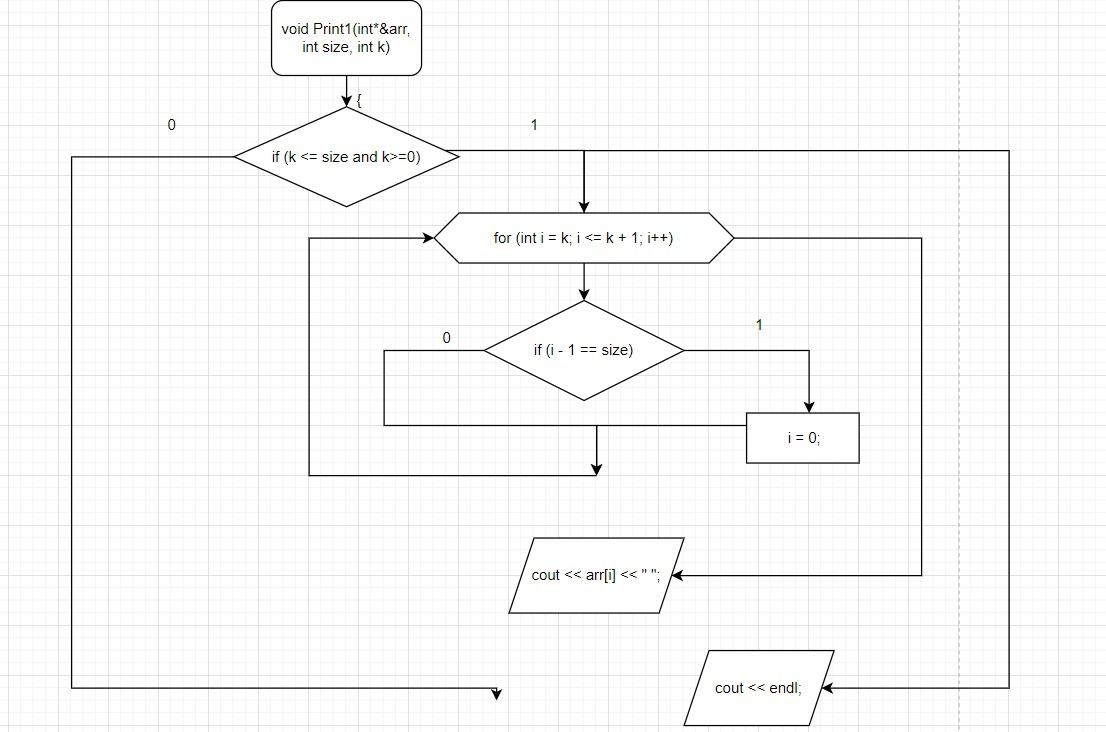 void Print1(int*&arr,
int size, int k)
{
0
1
if (k <= size and k>=0)
for (int i = k; i <= k + 1; i++)
0
1
if (i - 1 == size)
i = 0;
cout << arr[i] << " ";
cout << endl;